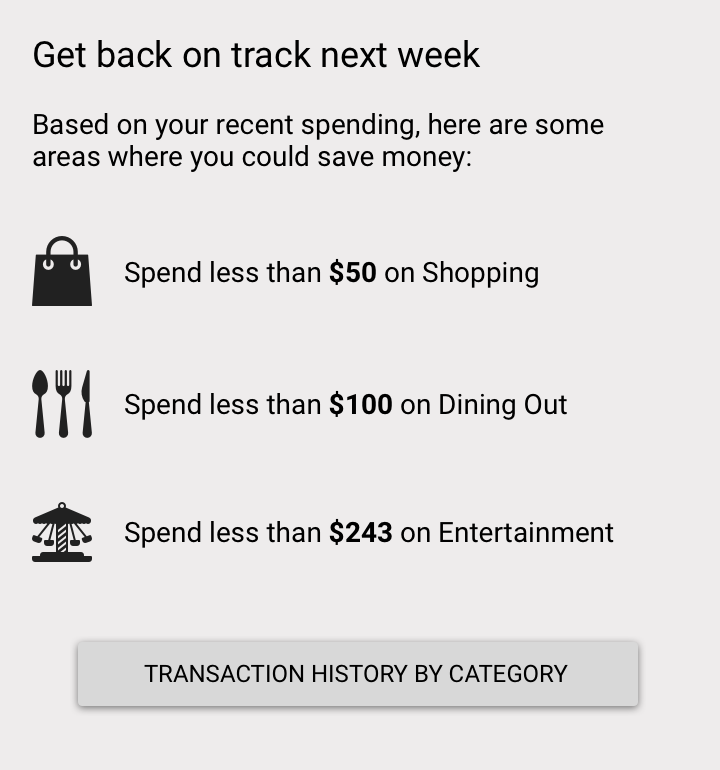 Get back on track next week
Based on your recent spending, here are some
areas where you could save money:
Spend less than $50 on Shopping
Spend less than $100 on Dining Out
Spend less than $243 on Entertainment
TRANSACTION HISTORY BY CATEGORY